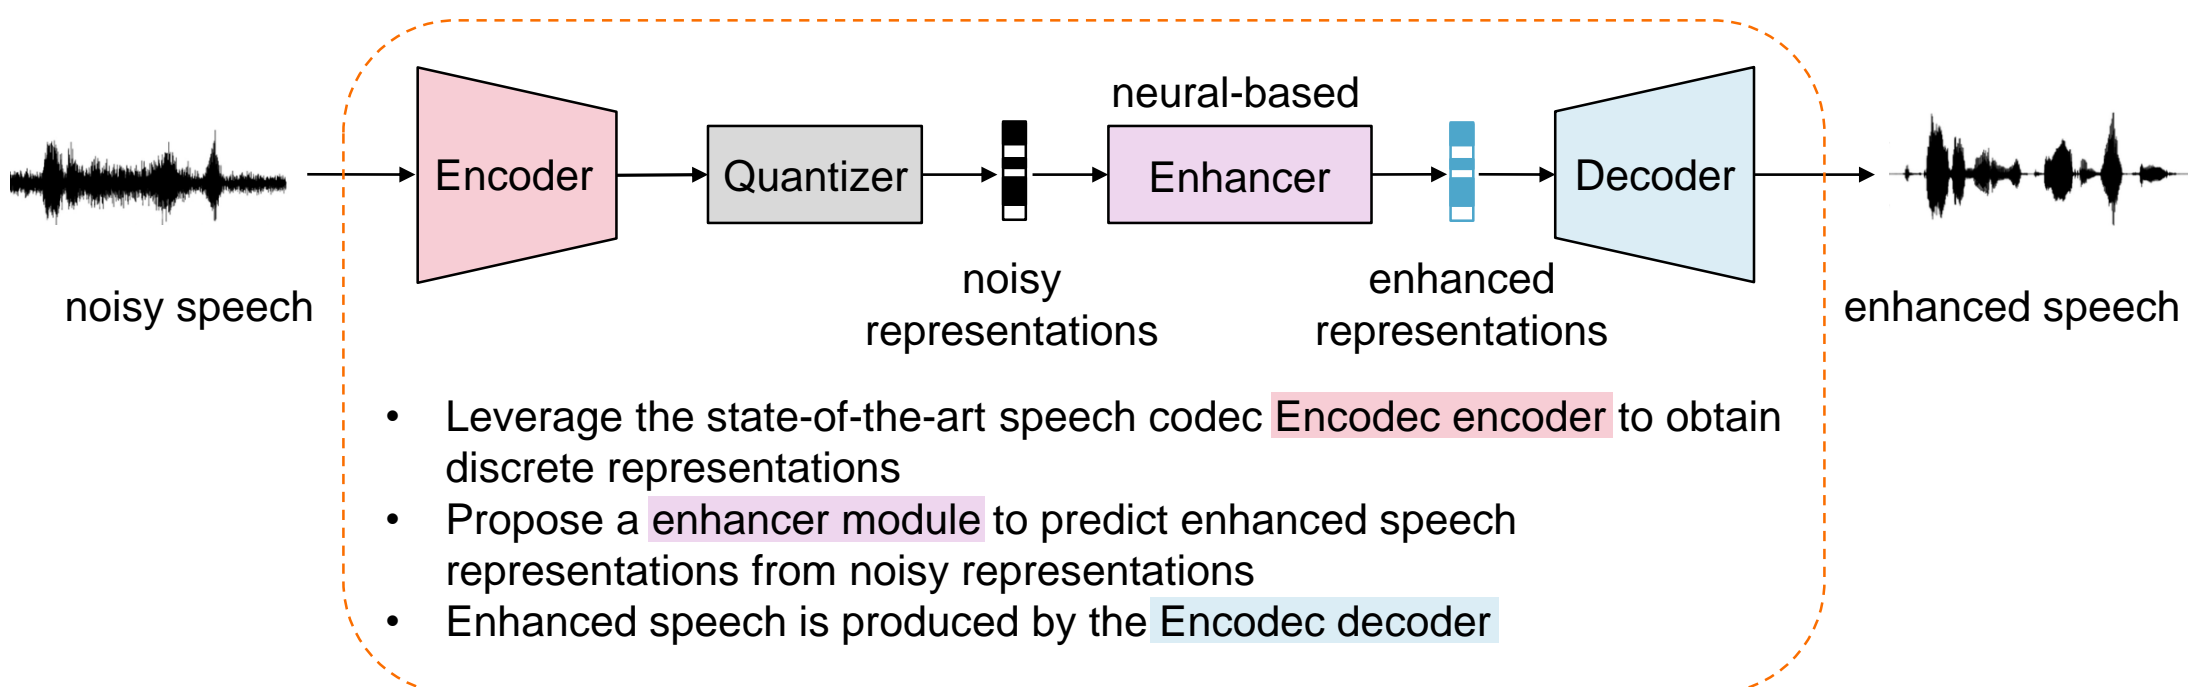 neural-based
Encoder
Quantizer
Enhancer
Decoder
noisy speech
noisy
representations
enhanced
representations
enhanced speech
• Leverage the state-of-the-art speech codec Encodec encoder to obtain
discrete representations
• Propose a enhancer module to predict enhanced speech
representations from noisy representations
• Enhanced speech is produced by the Encodec decoder